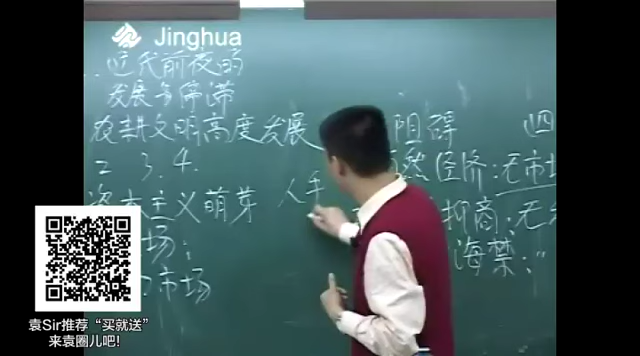 Jinghua
近代前夜的
发展与停滞
农耕文明高度发展
阻碍
四
2 3.4.
自然经济:无市场
资本主义萌芽
人手
抑商:无
场;
海禁:"
市场
袁Sir推荐“买就送”
来袁圈儿吧!